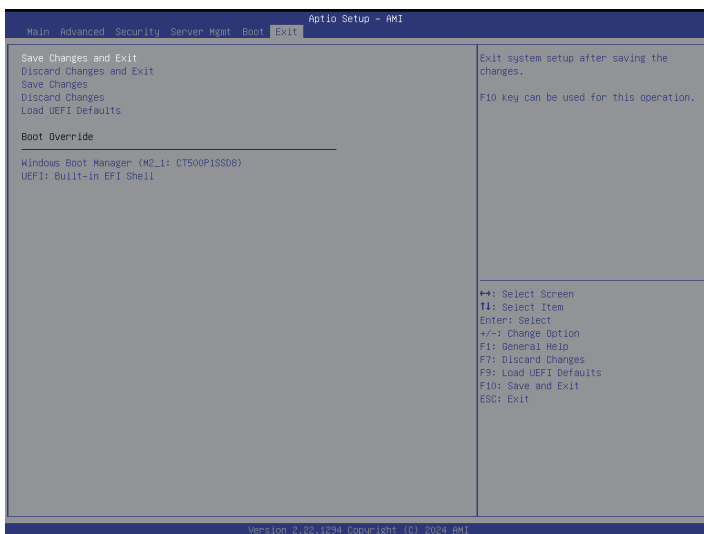 Aptio Setup – AMI
Main Advanced Security Server Mgmt Boot Exit
Save Changes and Exit
Discard Changes and Exit
Save Changes
Discard Changes
Load UEFI Defaults
Boot Override
Windows Boot Manager (M2_1: CT500P1SSD8)
UEFI: Built-in EFI Shell
Exit system setup after saving the
changes.
F10 key can be used for this operation.
↔: Select Screen
↑↓: Select Item
Enter: Select
+/-: Change Option
F1: General Help
F7: Discard Changes
F9: Load UEFI Defaults
F10: Save and Exit
ESC: Exit
Version 2.22.1294 Copyright (C) 2024 AMI